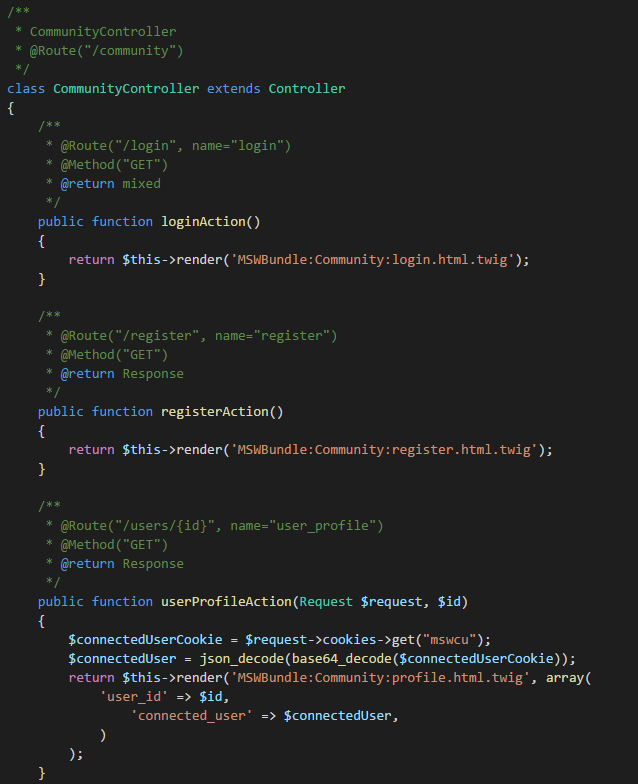 /**
 * CommunityController
 * @Route("/community")
 */
class CommunityController extends Controller
{
    /**
     * @Route("/login", name="login")
     * @Method("GET")
     * @return mixed
     */
    public function loginAction()
    {
        return $this->render('MSWBundle:Community:login.html.twig');
    }

    /**
     * @Route("/register", name="register")
     * @Method("GET")
     * @return Response
     */
    public function registerAction()
    {
        return $this->render('MSWBundle:Community:register.html.twig');
    }

    /**
     * @Route("/users/{id}", name="user_profile")
     * @Method("GET")
     * @return Response
     */
    public function userProfileAction(Request $request, $id)
    {
        $connectedUserCookie = $request->cookies->get("mswcu");
        $connectedUser = json_decode(base64_decode($connectedUserCookie));
        return $this->render('MSWBundle:Community:profile.html.twig', array(
            'user_id' => $id,
                'connected_user' => $connectedUser,
            )
        );
    }